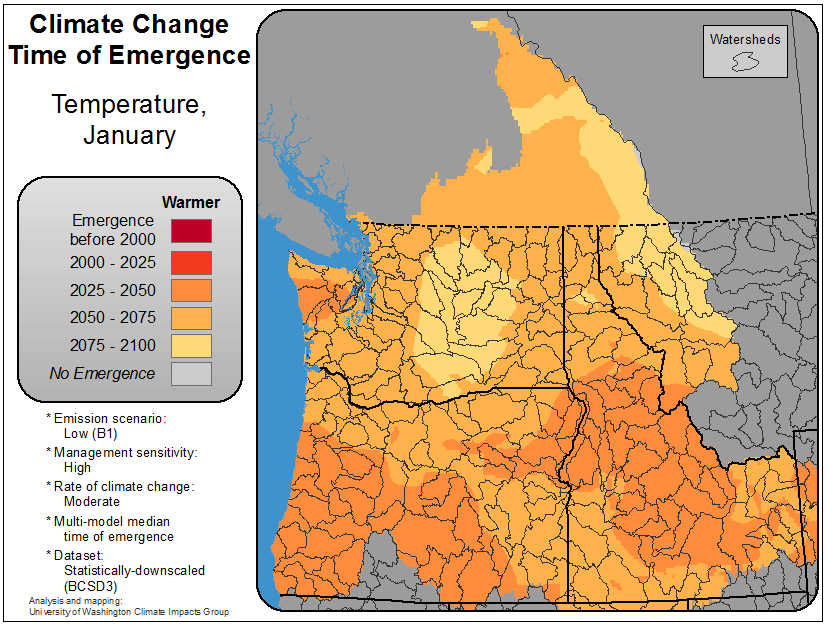 Climate Change
Time of Emergence
Temperature,
January
Warmer
Emergence
before 2000
2000 - 2025
2025 - 2050
2050 - 2075
2075 - 2100
No Emergence
* Emission scenario:
Low (B1)
* Management sensitivity:
High
* Rate of climate change:
Moderate
* Multi-model median
time of emergence
* Dataset:
Statistically-downscaled
(BCSD3)
Analysis and mapping:
University of Washington Climate Impacts Group
Watersheds